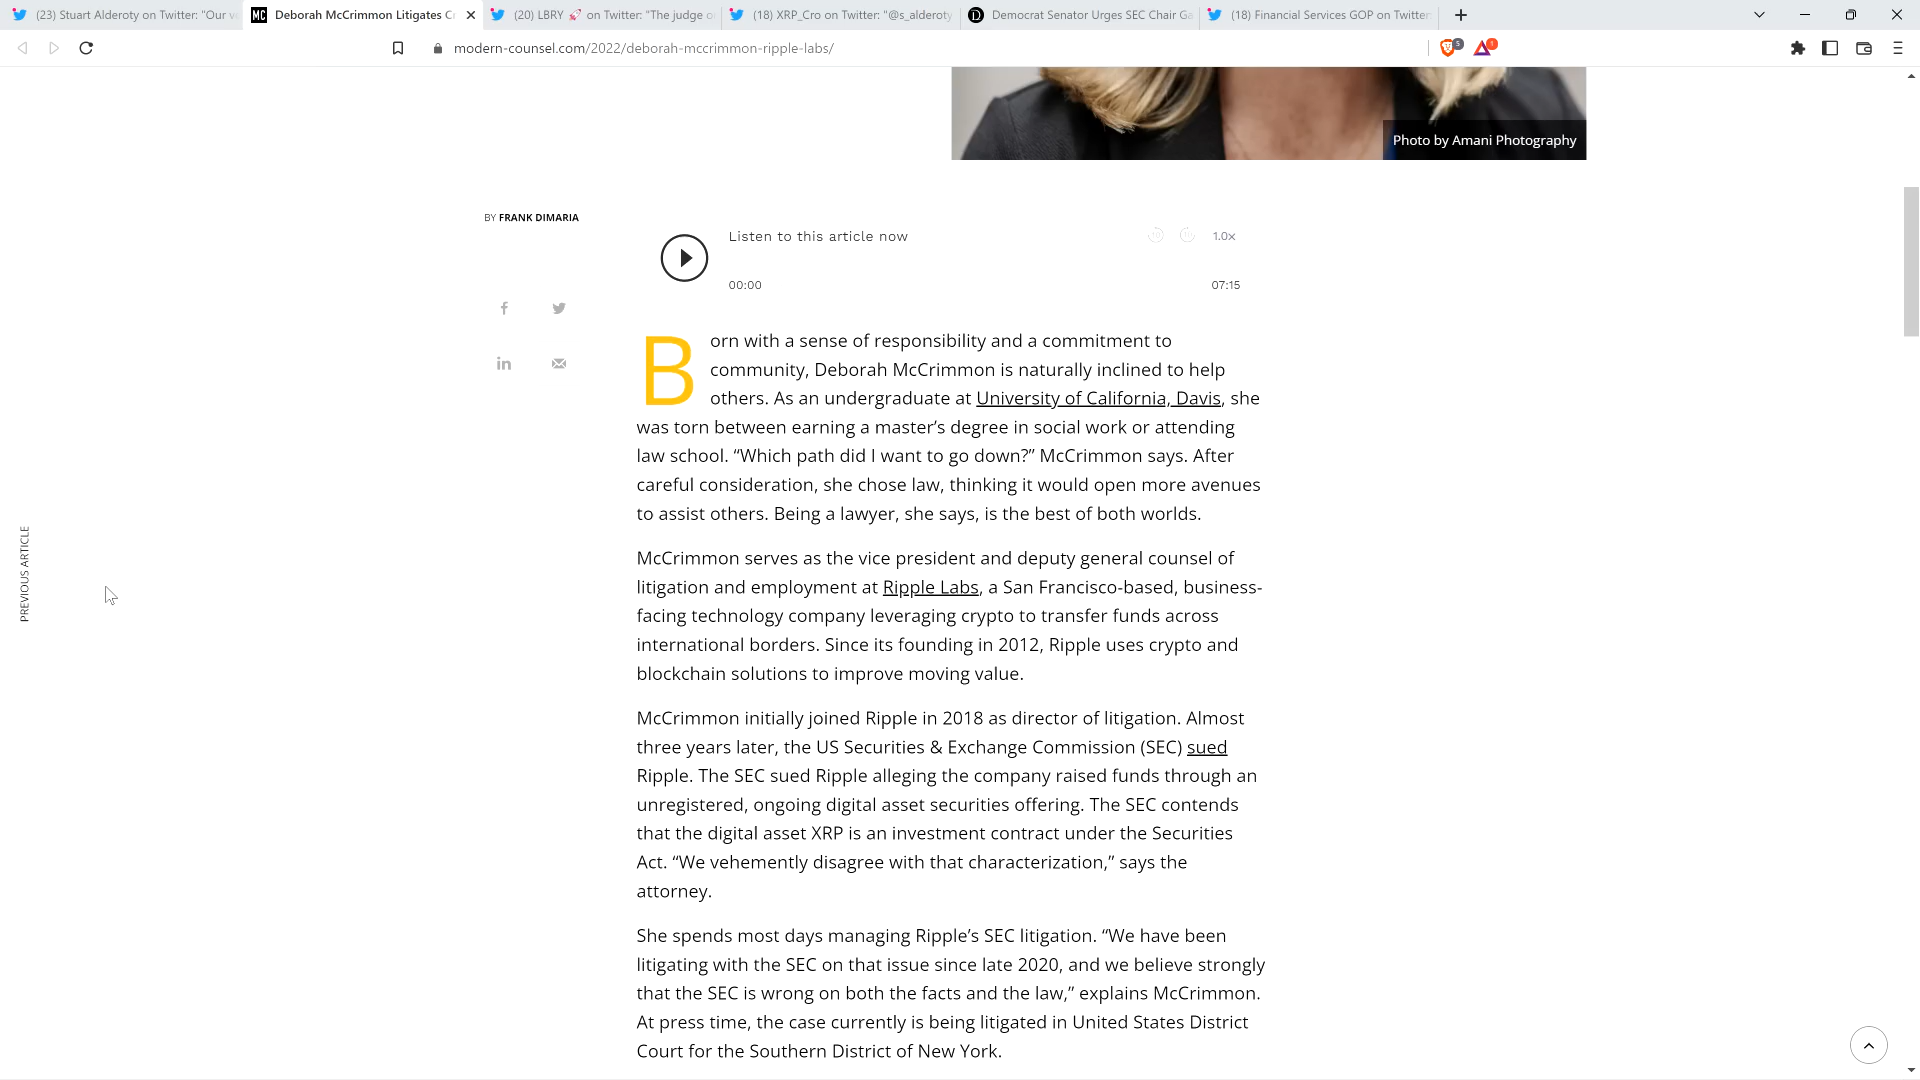 (23) Stuart Alderoty on Twitter: "Our v
MC Deborah McCrimmon Litigates Cr
(20) LBRY 🚀 on Twitter: "The judge o
(18) XRP_Cro on Twitter: "@s_alderoty
D Democrat Senator Urges SEC Chair Ga
(18) Financial Services GOP on Twitter
modern-counsel.com/2022/deborah-mccrimmon-ripple-labs/
5
1
Photo by Amani Photography
BY FRANK DIMARIA
Listen to this article now
1.0x
00:00
07:15
Born with a sense of responsibility and a commitment to
community, Deborah McCrimmon is naturally inclined to help
others. As an undergraduate at University of California, Davis, she
was torn between earning a master’s degree in social work or attending
law school. “Which path did I want to go down?” McCrimmon says. After
careful consideration, she chose law, thinking it would open more avenues
to assist others. Being a lawyer, she says, is the best of both worlds.
McCrimmon serves as the vice president and deputy general counsel of
litigation and employment at Ripple Labs, a San Francisco-based, business-
facing technology company leveraging crypto to transfer funds across
international borders. Since its founding in 2012, Ripple uses crypto and
blockchain solutions to improve moving value.
McCrimmon initially joined Ripple in 2018 as director of litigation. Almost
three years later, the US Securities & Exchange Commission (SEC) sued
Ripple. The SEC sued Ripple alleging the company raised funds through an
unregistered, ongoing digital asset securities offering. The SEC contends
that the digital asset XRP is an investment contract under the Securities
Act. “We vehemently disagree with that characterization,” says the
attorney.
She spends most days managing Ripple’s SEC litigation. “We have been
litigating with the SEC on that issue since late 2020, and we believe strongly
that the SEC is wrong on both the facts and the law,” explains McCrimmon.
At press time, the case currently is being litigated in United States District
Court for the Southern District of New York.
PREVIOUS ARTICLE